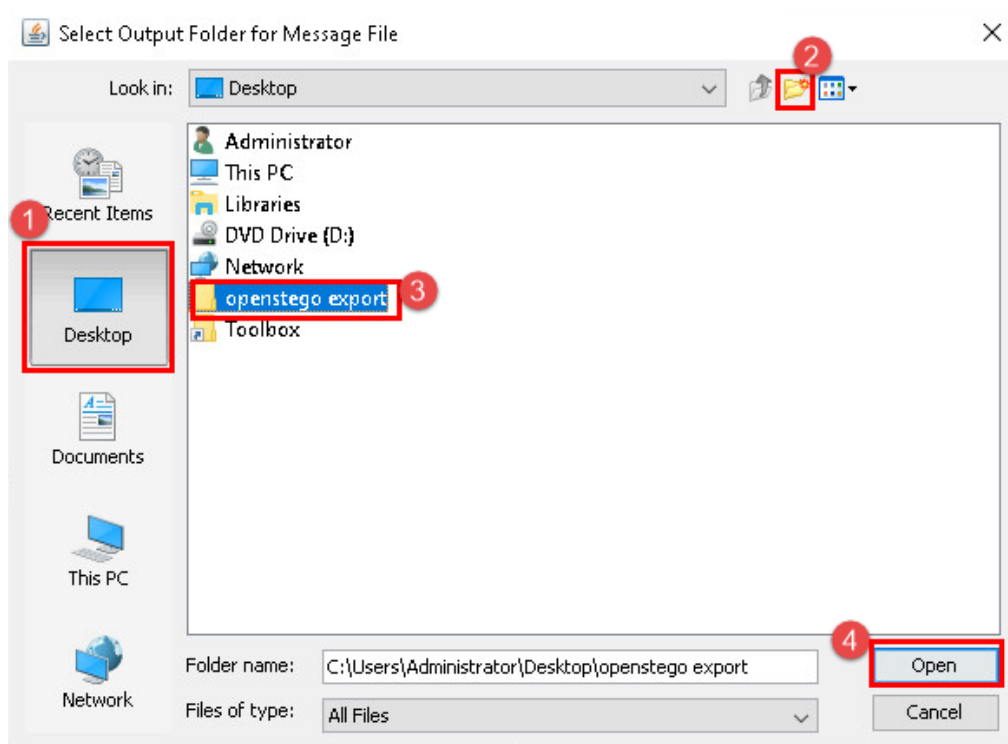 Select Output Folder for Message File
2
Look in:
Desktop
Administrator
This PC
Libraries
DVD Drive (D:)
Network
openstego export
3
Toolbox
Recent Items
1
Desktop
Documents
This PC
Network
4
Folder name:
C:\Users\Administrator\Desktop\openstego export
Open
Files of type:
All Files
Cancel